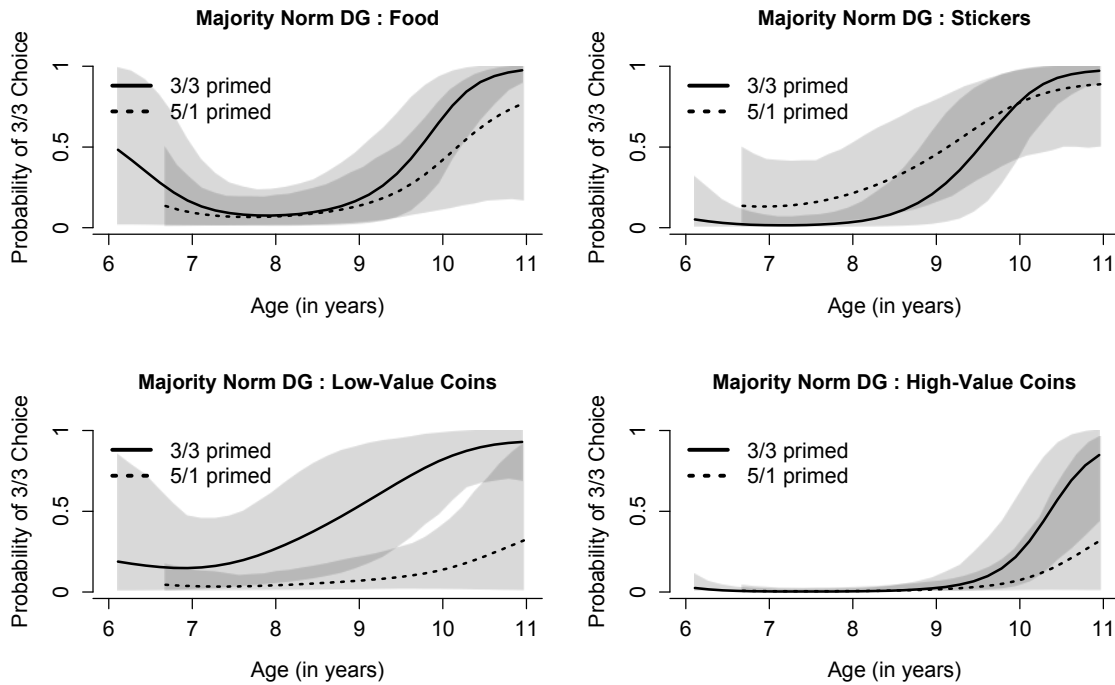 Majority Norm DG : Food
Probability of 3/3 Choice
1
0.5
0
3/3 primed
5/1 primed
6 7 8 9 10 11
Age (in years)
Majority Norm DG : Stickers
Probability of 3/3 Choice
1
0.5
0
3/3 primed
5/1 primed
6 7 8 9 10 11
Age (in years)
Majority Norm DG : Low-Value Coins
Probability of 3/3 Choice
1
0.5
0
3/3 primed
5/1 primed
6 7 8 9 10 11
Age (in years)
Majority Norm DG : High-Value Coins
Probability of 3/3 Choice
1
0.5
0
3/3 primed
5/1 primed
6 7 8 9 10 11
Age (in years)